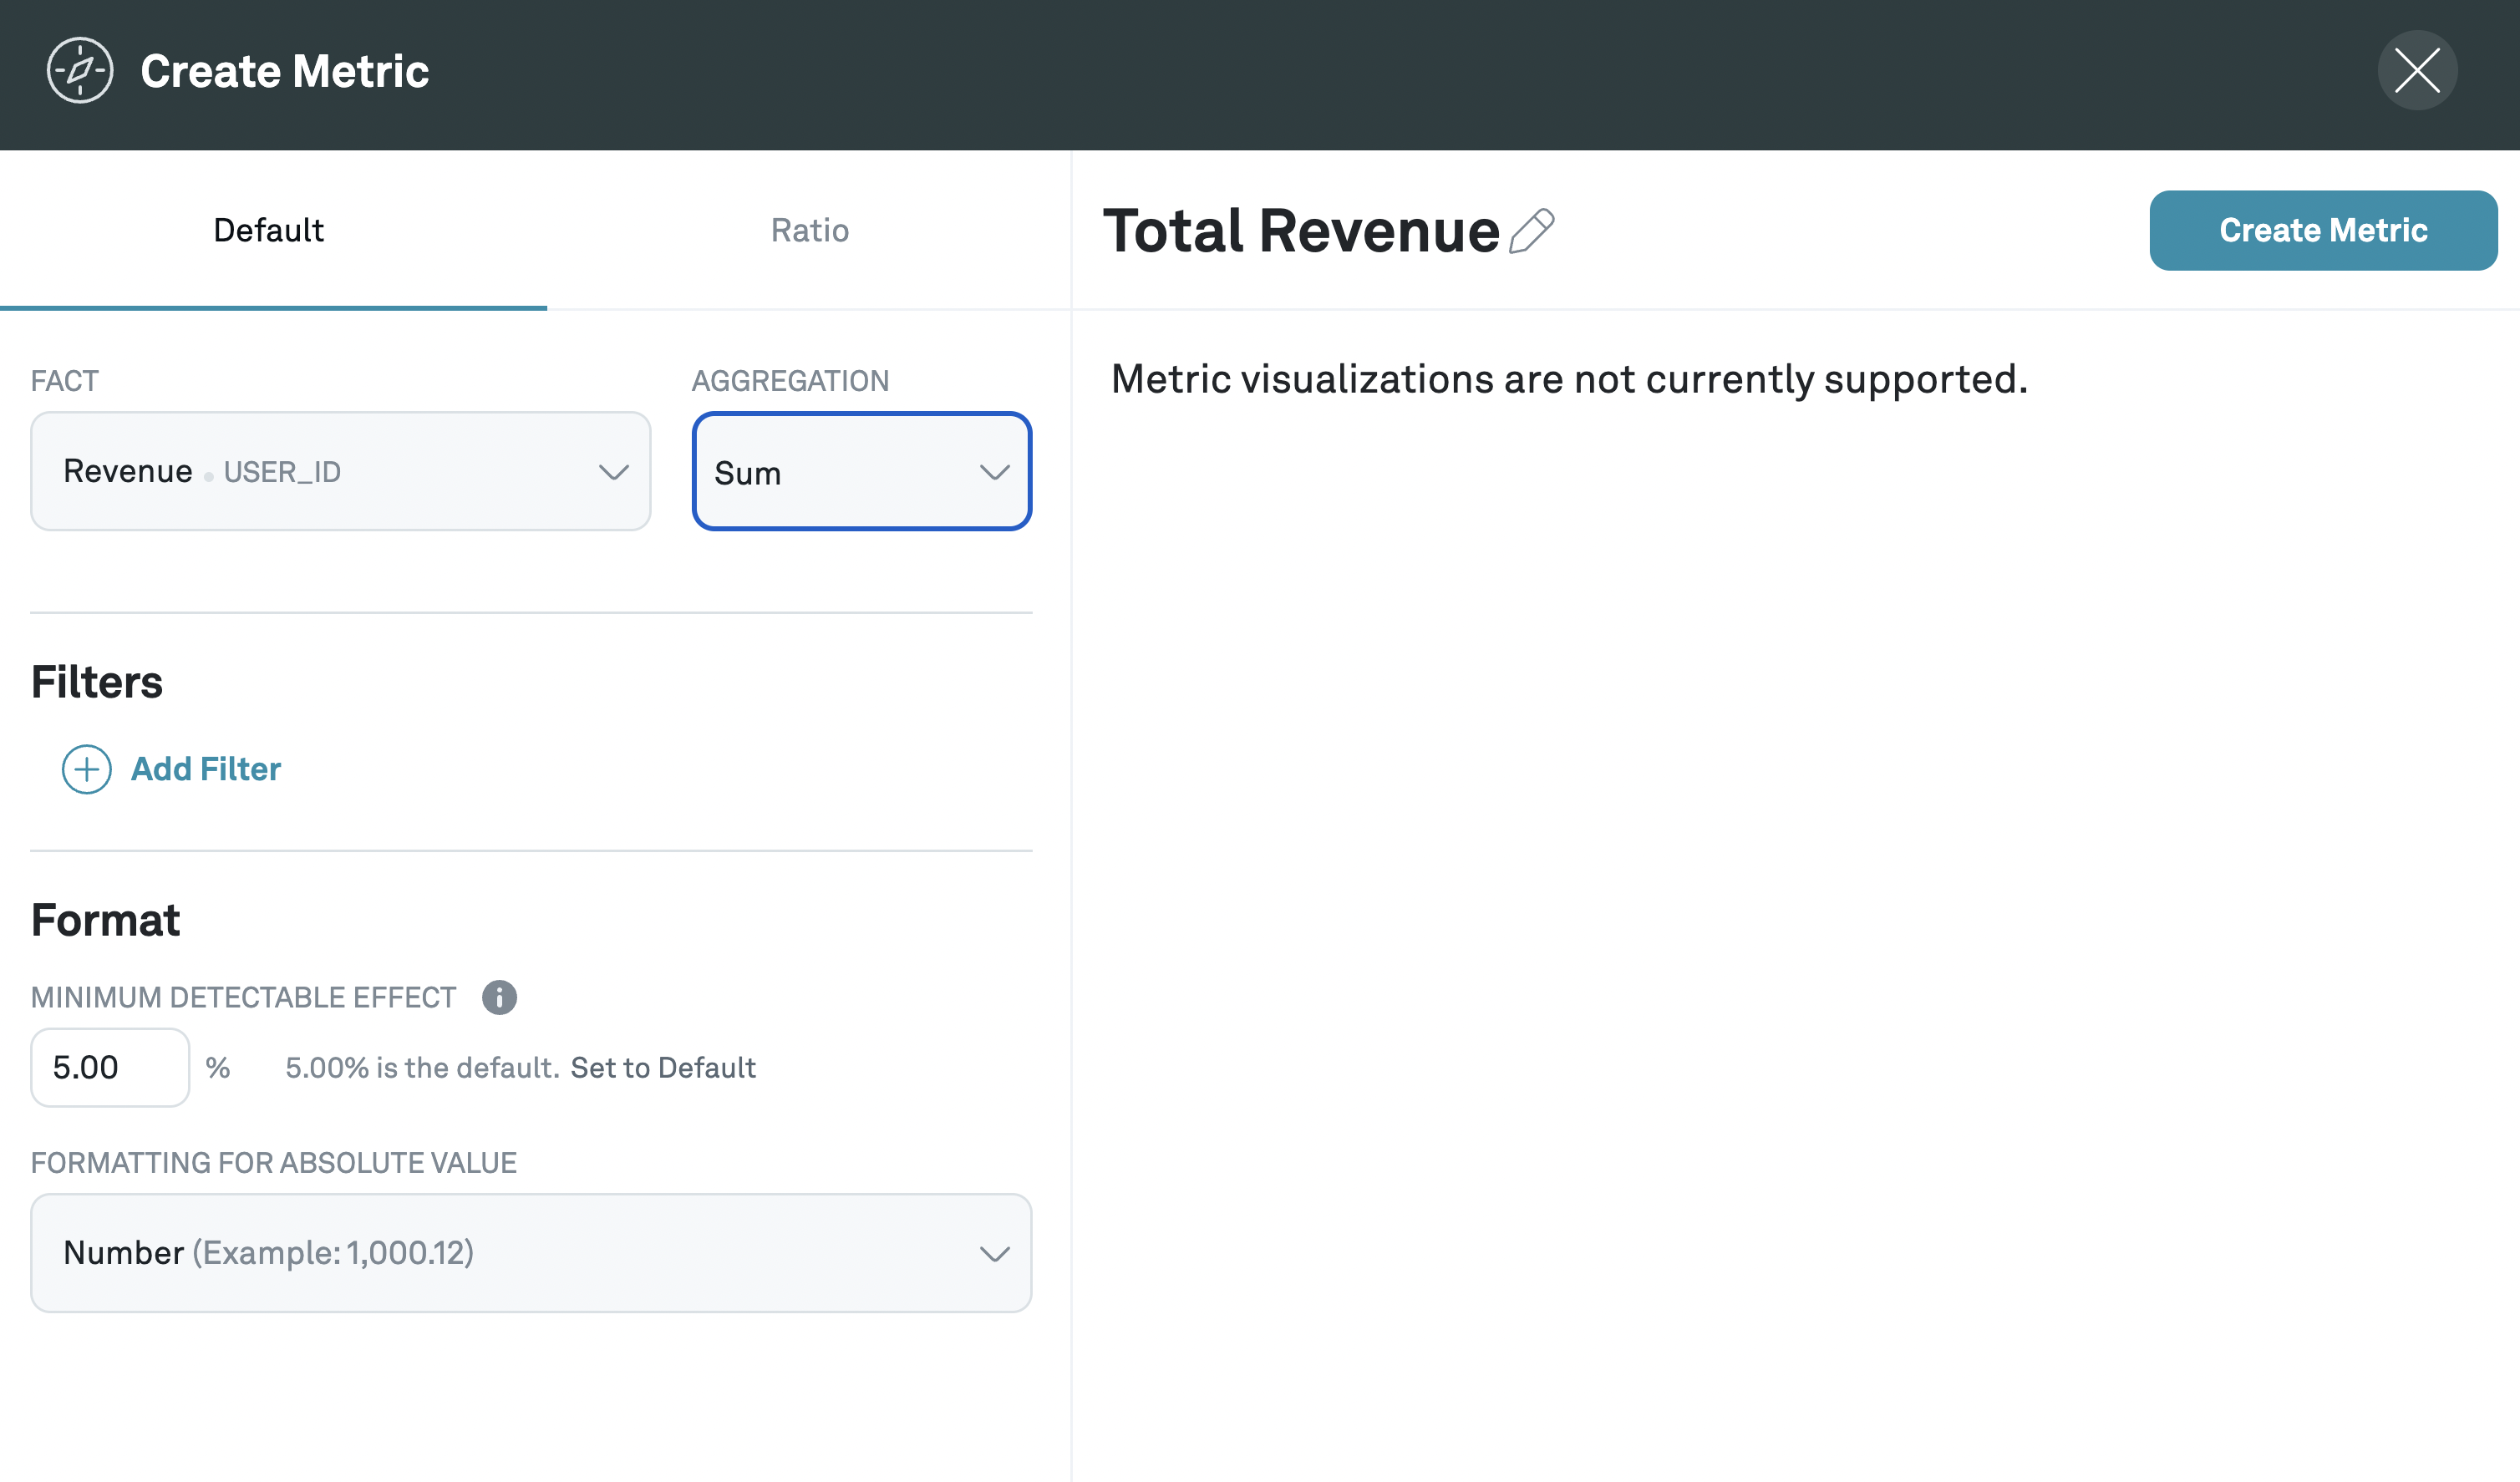 Create Metric
Default
Ratio
Total Revenue
Create Metric
FACT
AGGREGATION
Revenue USER_ID
Sum
Metric visualizations are not currently supported.
Filters
Add Filter
Format
MINIMUM DETECTABLE EFFECT
5.00 % 5.00% is the default. Set to Default
FORMATTING FOR ABSOLUTE VALUE
Number (Example: 1,000.12)